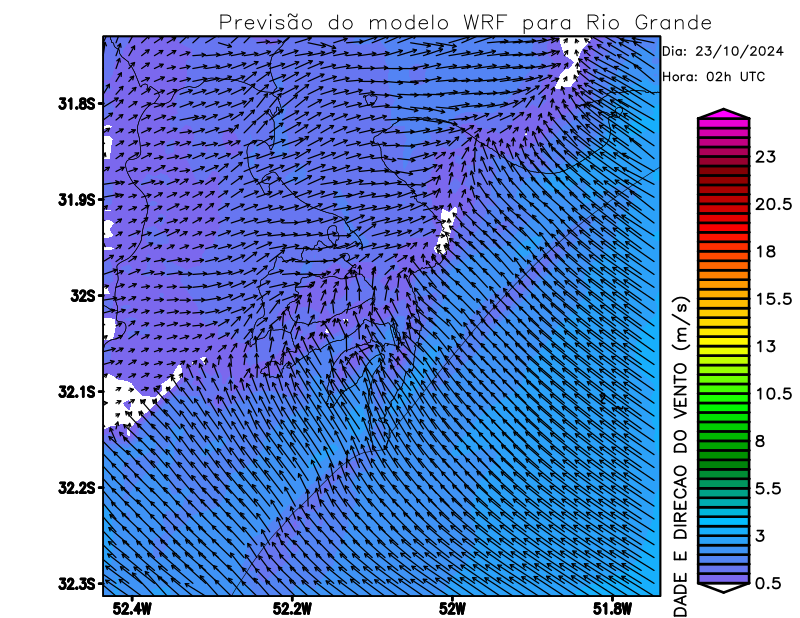 Previsão do modelo WRF para Rio Grande
Dia: 23/10/2024
Hora: 02h UTC
31.8S
31.9S
32S
32.1S
32.2S
32.3S
52.4W
52.2W
52W
51.8W
23
20.5
18
15.5
13
10.5
8
5.5
3
0.5
DADE E DIRECAO DO VENTO (m/s)